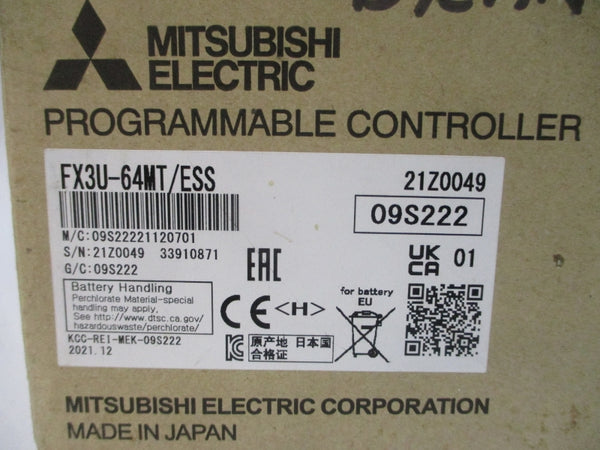 MITSUBISHI
ELECTRIC
PROGRAMMABLE CONTROLLER
FX3U-64MT/ESS
21Z0049
09S222
M/C:09S22221120701
S/N:21Z0049 33910871
G/C:09S222
EAC
UK
CA 01
Battery Handling
Perchlorate Material-special
handling may apply.
See http://www.dtsc.ca.gov/
hazardouswaste/perchlorate/
CE <H>
for battery
EU
KCC-REI-MEK-09S222
2021.12
原产地 日本国
合格证
MITSUBISHI ELECTRIC CORPORATION
MADE IN JAPAN